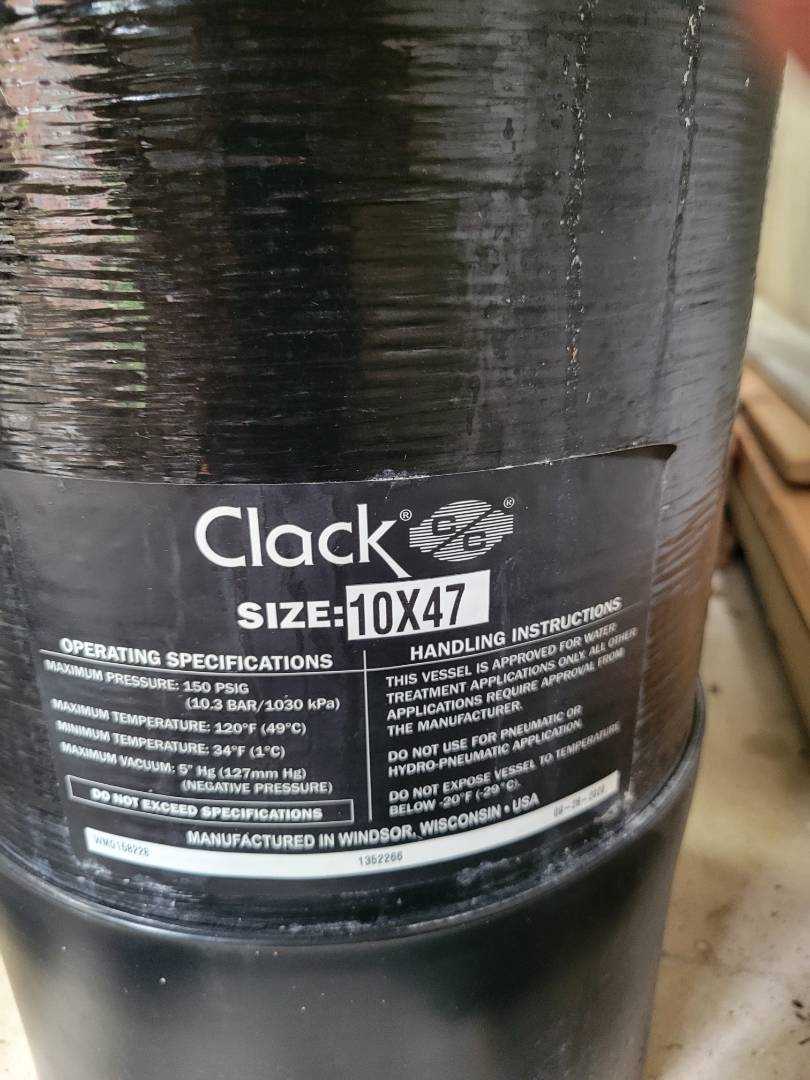 Clack®
®
SIZE: 10X47
OPERATING SPECIFICATIONS
MAXIMUM PRESSURE: 150 PSIG
(10.3 BAR/1030 kPa)
MAXIMUM TEMPERATURE: 120°F (49°C)
MINIMUM TEMPERATURE: 34°F (1°C)
MAXIMUM VACUUM: 5" Hg (127mm Hg)
(NEGATIVE PRESSURE)
DO NOT EXCEED SPECIFICATIONS
HANDLING INSTRUCTIONS
THIS VESSEL IS APPROVED FOR WATER
TREATMENT APPLICATIONS ONLY. ALL OTHER
APPLICATIONS REQUIRE APPROVAL FROM
THE MANUFACTURER.
DO NOT USE FOR PNEUMATIC OR
HYDRO-PNEUMATIC APPLICATION.
DO NOT EXPOSE VESSEL TO TEMPERATURE
BELOW -20°F (-29°C).
MANUFACTURED IN WINDSOR, WISCONSIN • USA
WM0168228
1352266